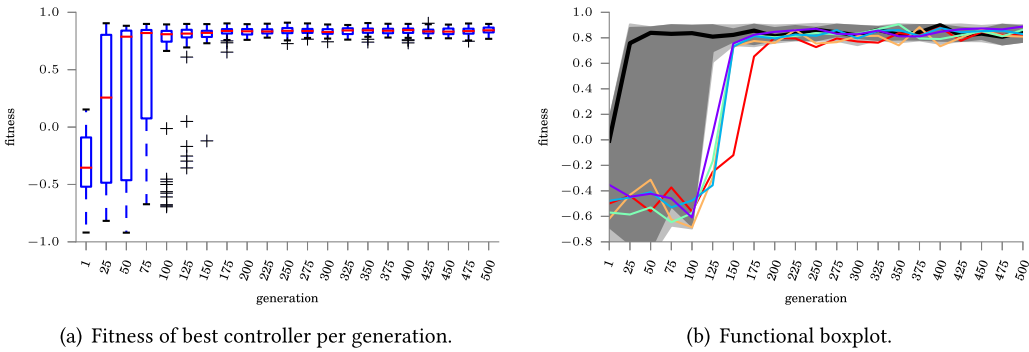 1.0
0.5
0.0
−0.5
−1.0
fitness
1 25 50 75 100 125 150 175 200 225 250 275 300 325 350 375 400 425 450 475 500
generation
(a) Fitness of best controller per generation.
1.0
0.8
0.6
0.4
0.2
0.0
−0.2
−0.4
−0.6
−0.8
fitness
1 25 50 75 100 125 150 175 200 225 250 275 300 325 350 375 400 425 450 475 500
generation
(b) Functional boxplot.